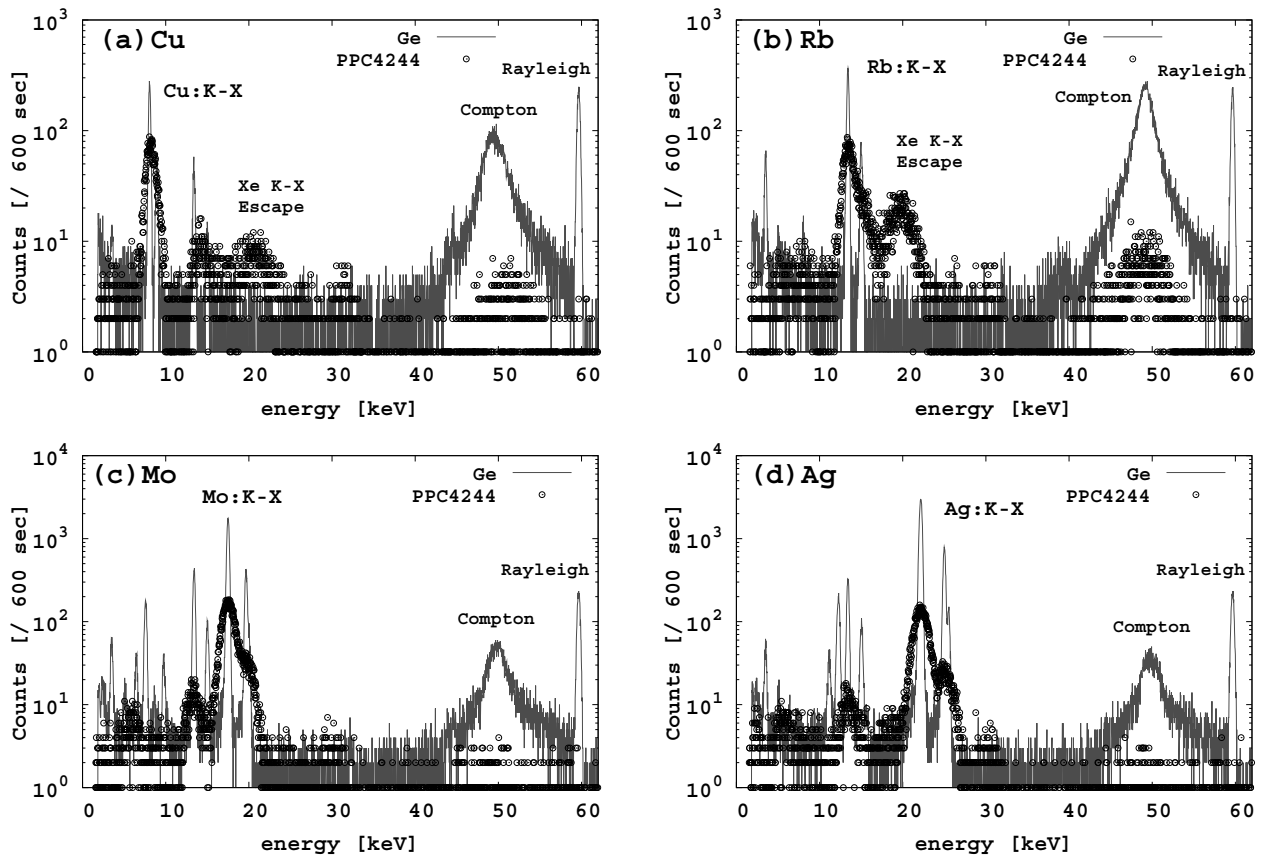 (a)Cu
Ge
PPC4244
Cu:K-X
Xe K-X
Escape
Compton
Rayleigh
Counts [/ 600 sec]
10^3
10^2
10^1
10^0
0 10 20 30 40 50 60
energy [keV]
(b)Rb
Ge
PPC4244
Rb:K-X
Xe K-X
Escape
Compton
Rayleigh
Counts [/ 600 sec]
10^3
10^2
10^1
10^0
0 10 20 30 40 50 60
energy [keV]
(c)Mo
Ge
PPC4244
Mo:K-X
Compton
Rayleigh
Counts [/ 600 sec]
10^4
10^3
10^2
10^1
10^0
0 10 20 30 40 50 60
energy [keV]
(d)Ag
Ge
PPC4244
Ag:K-X
Compton
Rayleigh
Counts [/ 600 sec]
10^4
10^3
10^2
10^1
10^0
0 10 20 30 40 50 60
energy [keV]